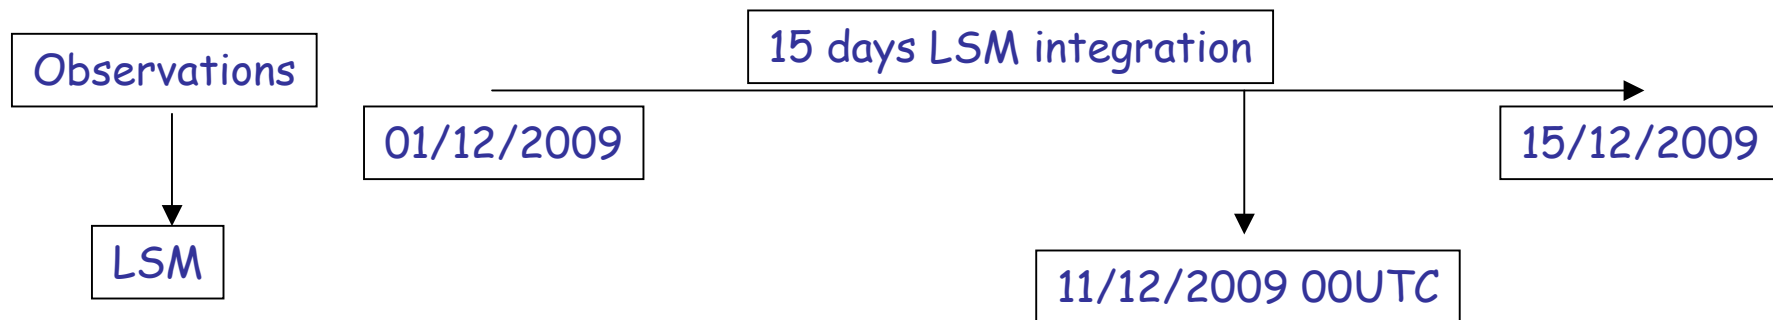 Observations
LSM
15 days LSM integration
01/12/2009
15/12/2009
11/12/2009 00UTC